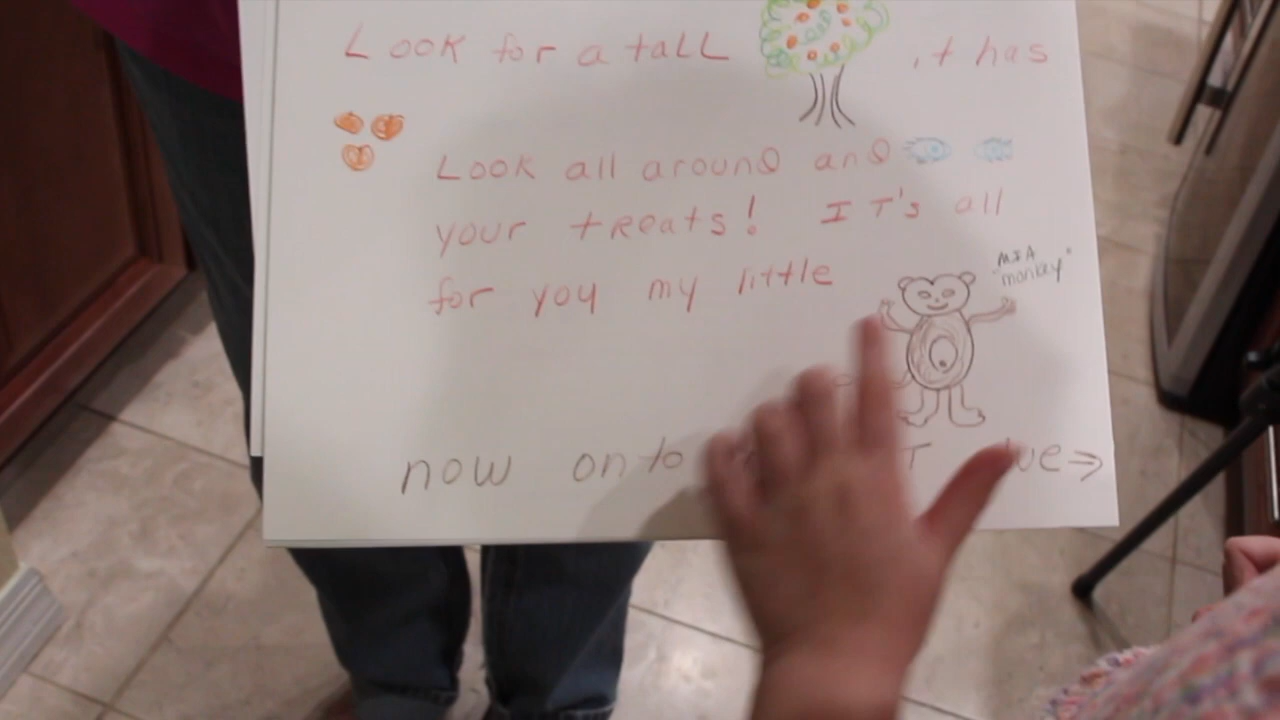 Look for a tall it has
Look all around and
your treats! IT's all
for you my little
MIA
"monkey"
now onto